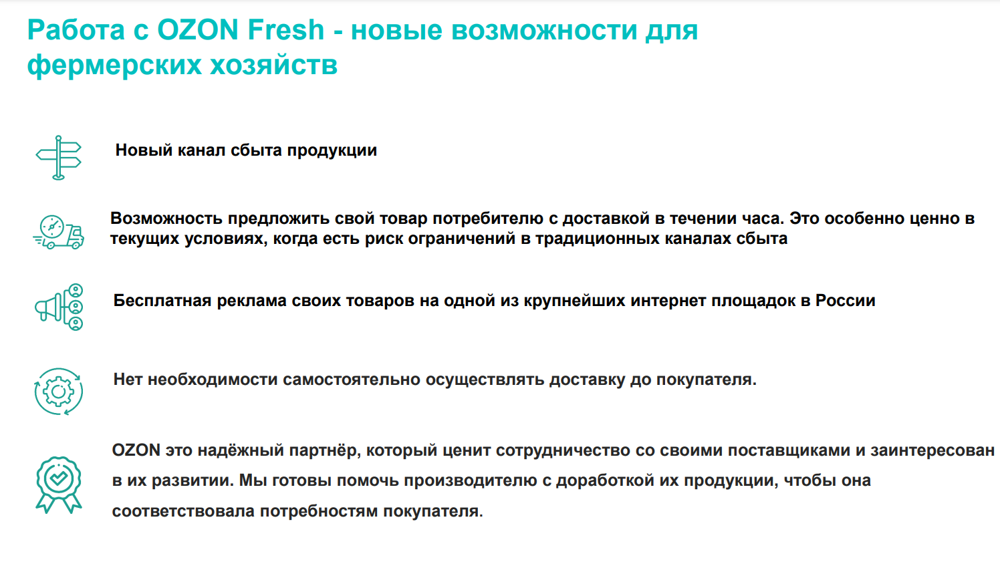 Работа с OZON Fresh - новые возможности для
фермерских хозяйств
Новый канал сбыта продукции
Возможность предложить свой товар потребителю с доставкой в течении часа. Это особенно ценно в
текущих условиях, когда есть риск ограничений в традиционных каналах сбыта
Бесплатная реклама своих товаров на одной из крупнейших интернет площадок в России
Нет необходимости самостоятельно осуществлять доставку до покупателя.
OZON это надёжный партнёр, который ценит сотрудничество со своими поставщиками и заинтересован
в их развитии. Мы готовы помочь производителю с доработкой их продукции, чтобы она
соответствовала потребностям покупателя.